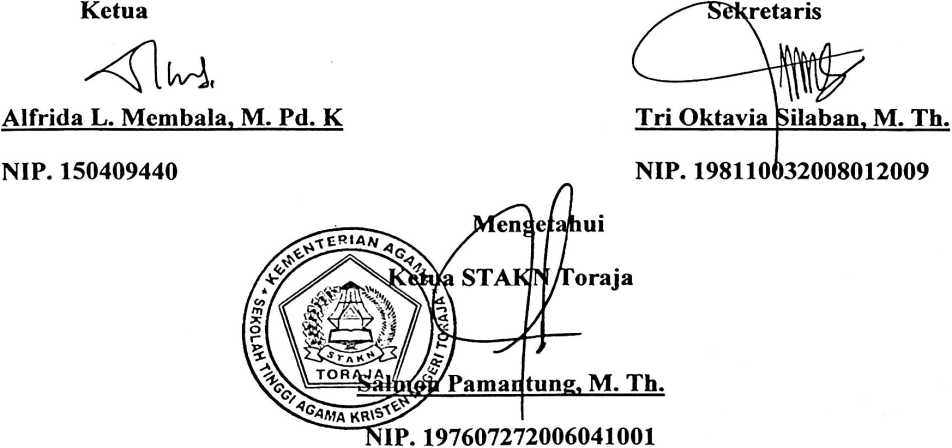 Ketua
Sekretaris
Alfrida L. Membala, M. Pd. K
Tri Oktavia Silaban, M. Th.
NIP. 150409440
NIP. 198110032008012009
Mengetahui
Ketua STAKN Toraja
KEMENTERIAN AGAMA
SEKOLAH TINGGI AGAMA KRISTEN NEGERI TORAJA
STAKN
TORAJA
Salmon Pamantung, M. Th.
NIP. 197607272006041001